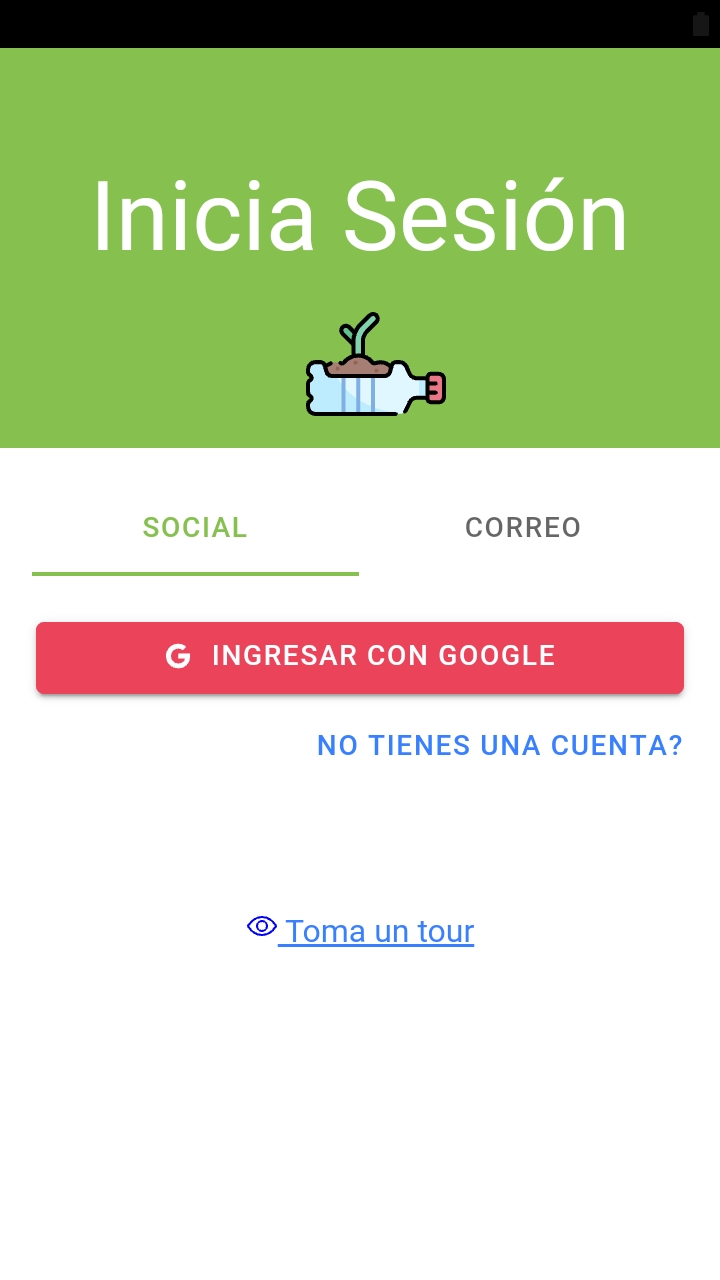 Inicia Sesión
SOCIAL
CORREO
INGRESAR CON GOOGLE
NO TIENES UNA CUENTA?
Toma un tour